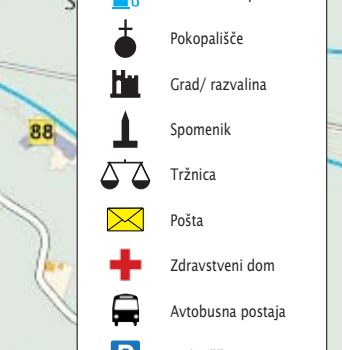 Pokopališče
Grad/ razvalina
88
Spomenik
Tržnica
Pošta
Zdravstveni dom
Avtobusna postaja